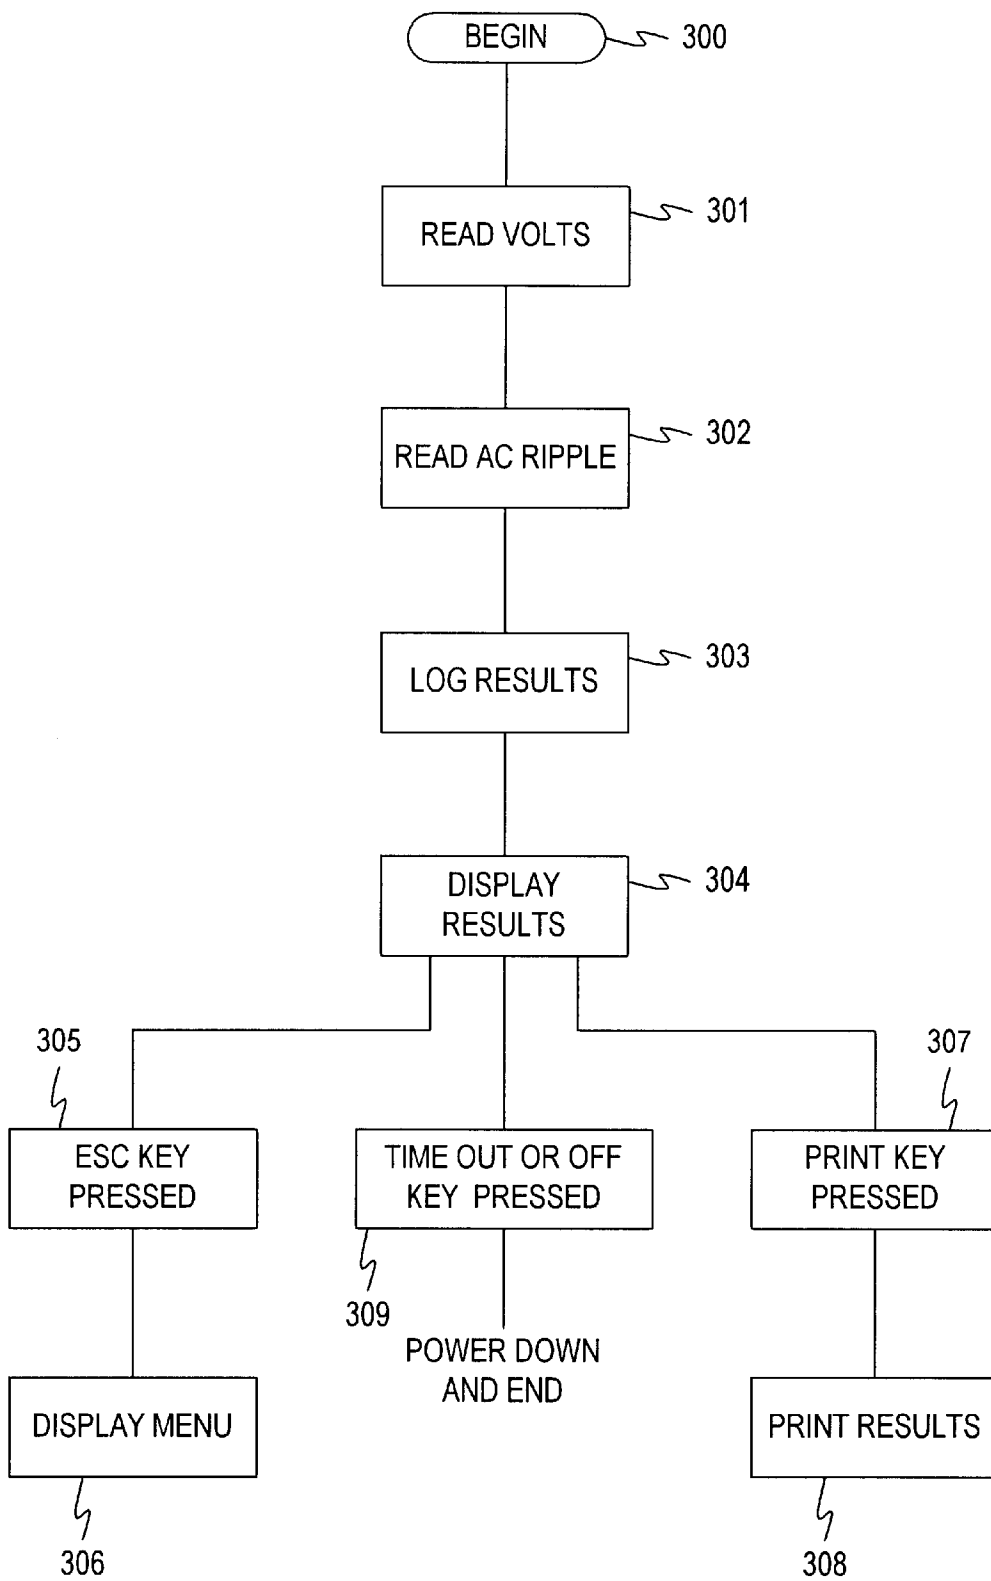 BEGIN
300
READ VOLTS
301
READ AC RIPPLE
302
LOG RESULTS
303
DISPLAY
RESULTS
304
305
ESC KEY
PRESSED
TIME OUT OR OFF
KEY PRESSED
307
PRINT KEY
PRESSED
309
POWER DOWN
AND END
DISPLAY MENU
306
PRINT RESULTS
308